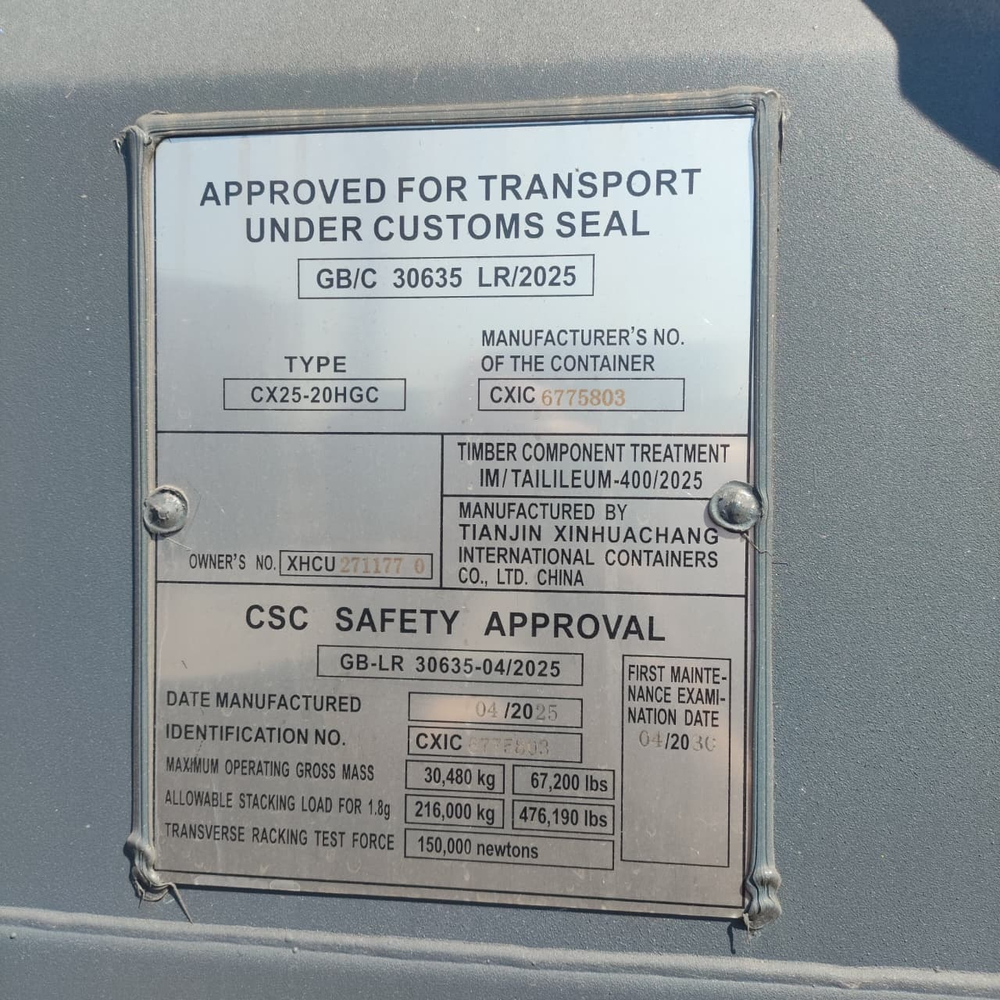 APPROVED FOR TRANSPORT
UNDER CUSTOMS SEAL
GB/C 30635 LR/2025
TYPE
CX25-20HGC
MANUFACTURER'S NO.
OF THE CONTAINER
CXIC 6775803
TIMBER COMPONENT TREATMENT
IM/TAILILEUM-400/2025
OWNER'S NO. XHCU 271177 0
MANUFACTURED BY
TIANJIN XINHUACHANG
INTERNATIONAL CONTAINERS
CO., LTD. CHINA
CSC SAFETY APPROVAL
GB-LR 30635-04/2025
DATE MANUFACTURED 04/2025
IDENTIFICATION NO. CXIC 6775803
MAXIMUM OPERATING GROSS MASS 30,480 kg 67,200 lbs
ALLOWABLE STACKING LOAD FOR 1.8g 216,000 kg 476,190 lbs
TRANSVERSE RACKING TEST FORCE 150,000 newtons
FIRST MAINTE-
NANCE EXAMI-
NATION DATE
04/2030